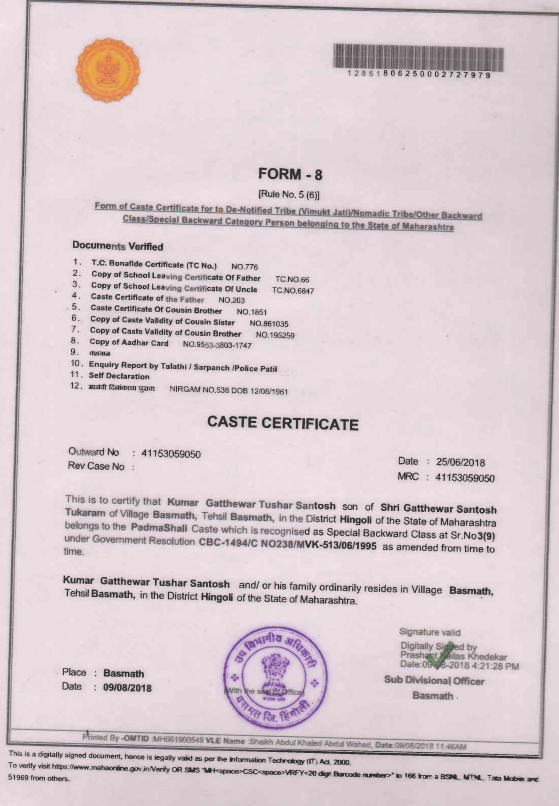 12851806250002727979
FORM - 8
[Rule No, 5 (6)]
Form of Caste Certificate for to De-Notified Tribe (Vimukt Jati)/Nomadic Tribe/Other Backward
Class/Special Backward Category Person belonging to the State of Maharashtra
Documents Verified
1. T.C. Bonafide Certificate (TC No.) NO.776
2. Copy of School Leaving Certificate Of Father TC.NO.66
3. Copy of School Leaving Certificate Of Uncle TC.NO.6847
4. Caste Certificate of the Father NO.203
5. Caste Certificate Of Cousin Brother NO.1851
6. Copy of Caste Validity of Cousin Sister NO.861035
7. Copy of Caste Validity of Cousin Brother NO.195259
8. Copy of Aadhar Card NO.9553-3803-1747
9.
10. Enquiry Report by Talathi / Sarpanch /Police Patil
11. Self Declaration
12. NIRGAM NO.538 DOB 12/06/1961
CASTE CERTIFICATE
Outward No : 41153059050
Date : 25/06/2018
Rev Case No :
MRC : 41153059050
This is to certify that Kumar Gatthewar Tushar Santosh son of Shri Gatthewar Santosh
Tukaram of Village Basmath, Tehsil Basmath, in the District Hingoli of the State of Maharashtra
belongs to the PadmaShali Caste which is recognised as Special Backward Class at Sr.No3(9)
under Government Resolution CBC-1494/C NO238/MVK-513/06/1995 as amended from time to
time.
Kumar Gatthewar Tushar Santosh and/ or his family ordinarily resides in Village Basmath,
Tehsil Basmath, in the District Hingoli of the State of Maharashtra.
Signature valid
Digitally Signed by
Prashant Kailas Khedekar
Date:09-08-2018 4:21:28 PM
Sub Divisional Officer
Basmath
उप विभागीय अधिकारी
(With the seal of Office)
वसमत जि. हिंगोली
Place : Basmath
Date : 09/08/2018
Printed By -OMTID :MH061900549 VLE Name :Sheikh Abdul Khaled Abdul Wahed, Date:09/08/2018 11:46AM
This is a digitally signed document, hence is legally valid as per the Information Technology (IT) Act, 2000.
To verify visit https://www.mahaonline.gov.in/Verify OR SMS "MH<space>CSC<space>VRFY<20 digit Barcode number>" to 166 from a BSNL, MTNL, Tata Mobile and
51969 from others.